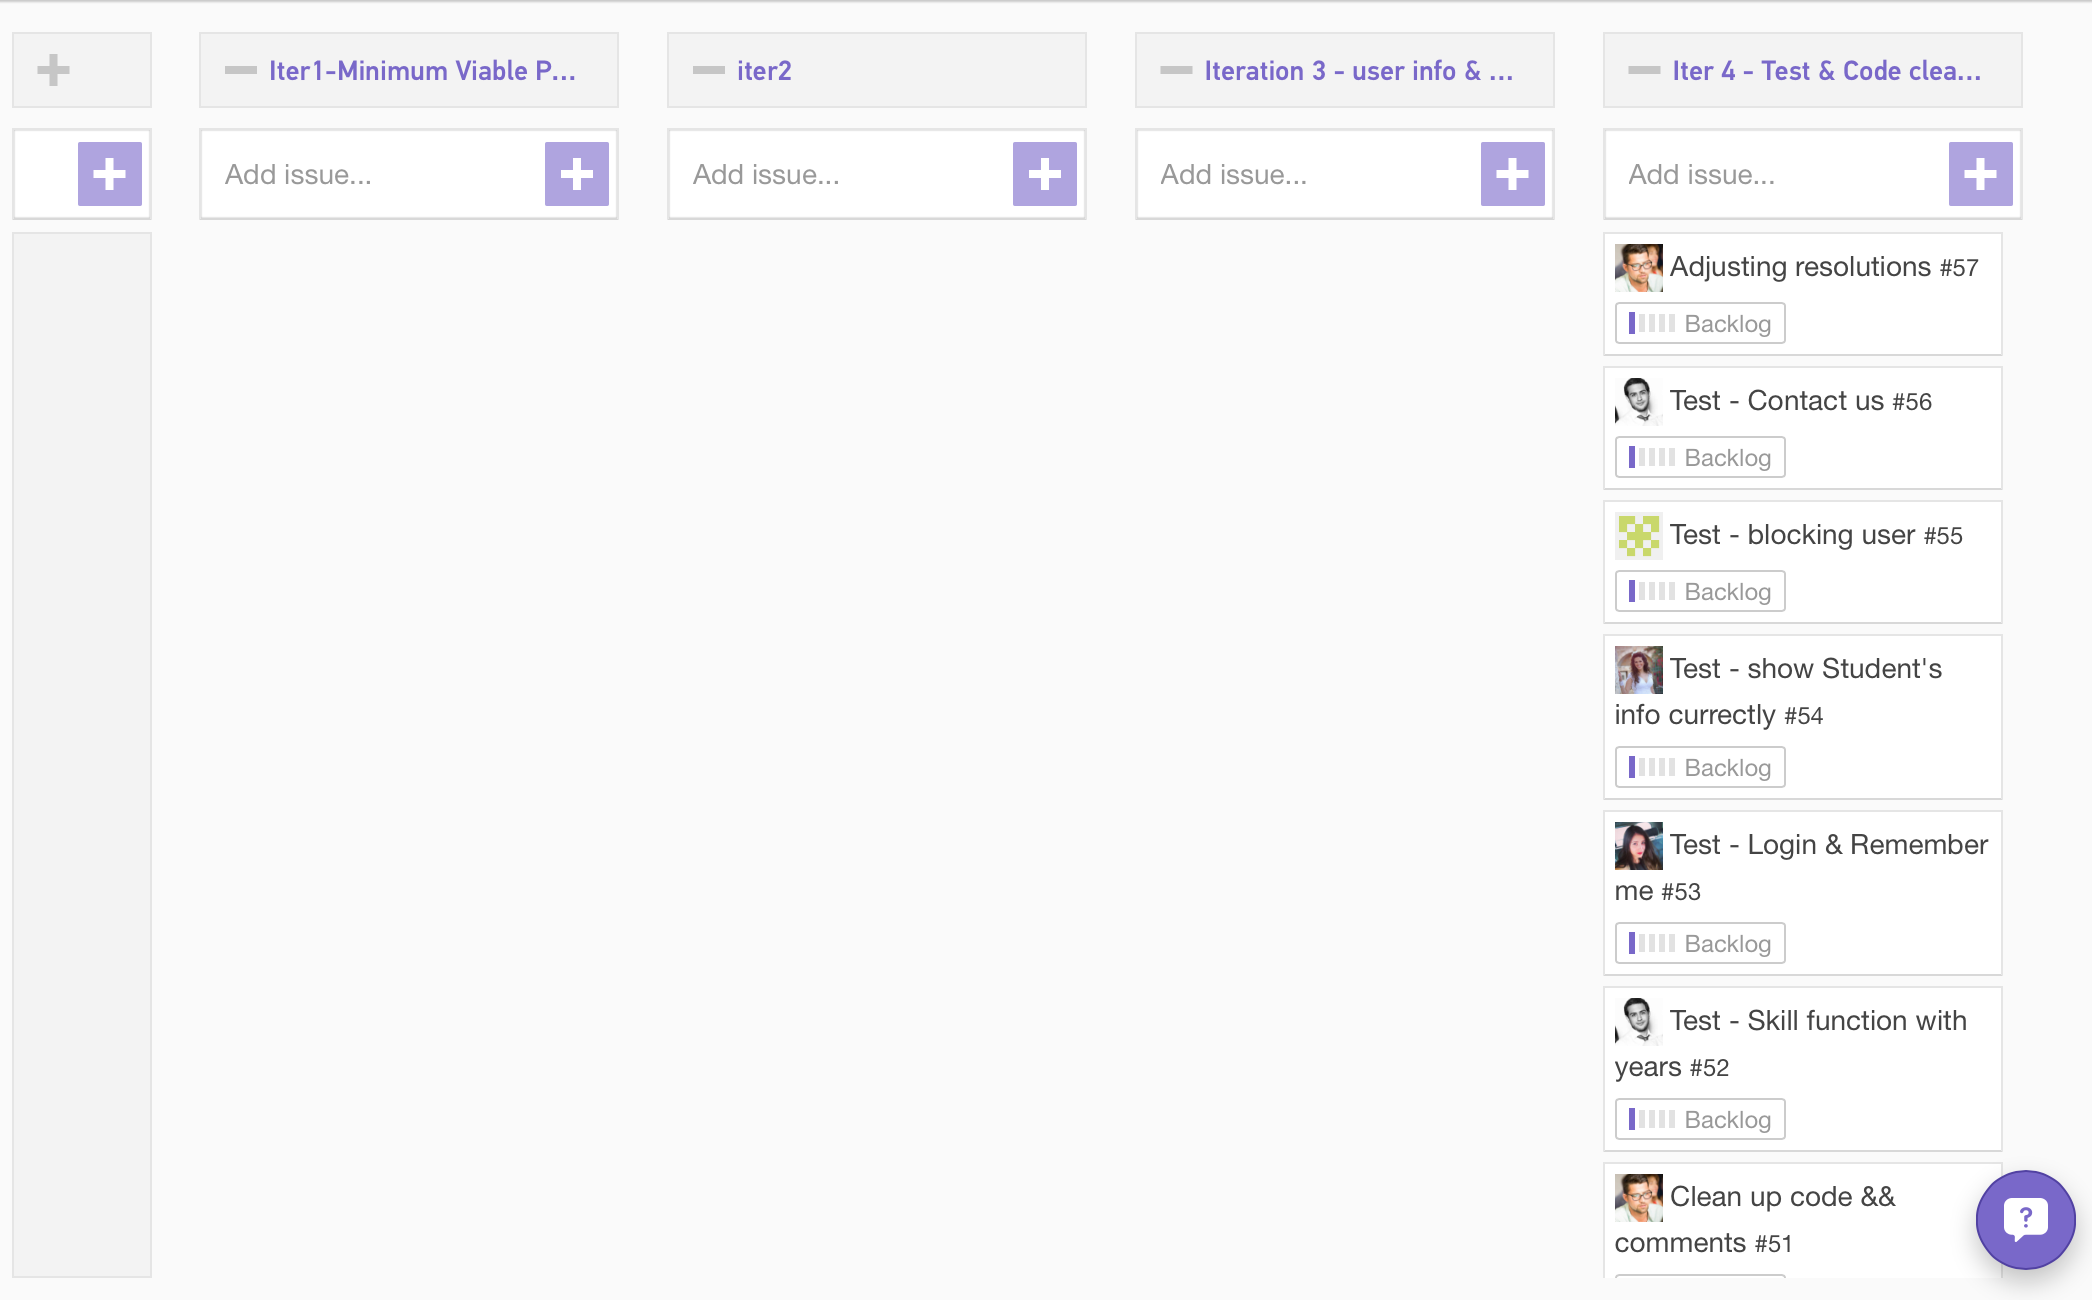 Iter1-Minimum Viable P...
iter2
Iteration 3 - user info & ...
Iter 4 - Test & Code clea...
Add issue...
Add issue...
Add issue...
Add issue...
Adjusting resolutions #57
Backlog
Test - Contact us #56
Backlog
Test - blocking user #55
Backlog
Test - show Student's
info currectly #54
Backlog
Test - Login & Remember
me #53
Backlog
Test - Skill function with
years #52
Backlog
Clean up code &&
comments #51
?